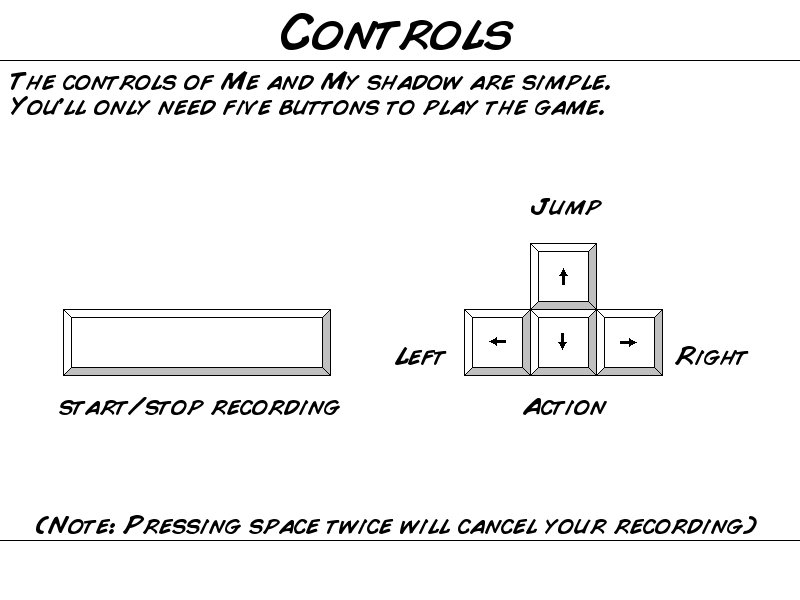 Controls
The controls of Me and My shadow are simple.
You'll only need five buttons to play the game.
Jump
Left
Right
start/stop recording
Action
(Note: Pressing space twice will cancel your recording)